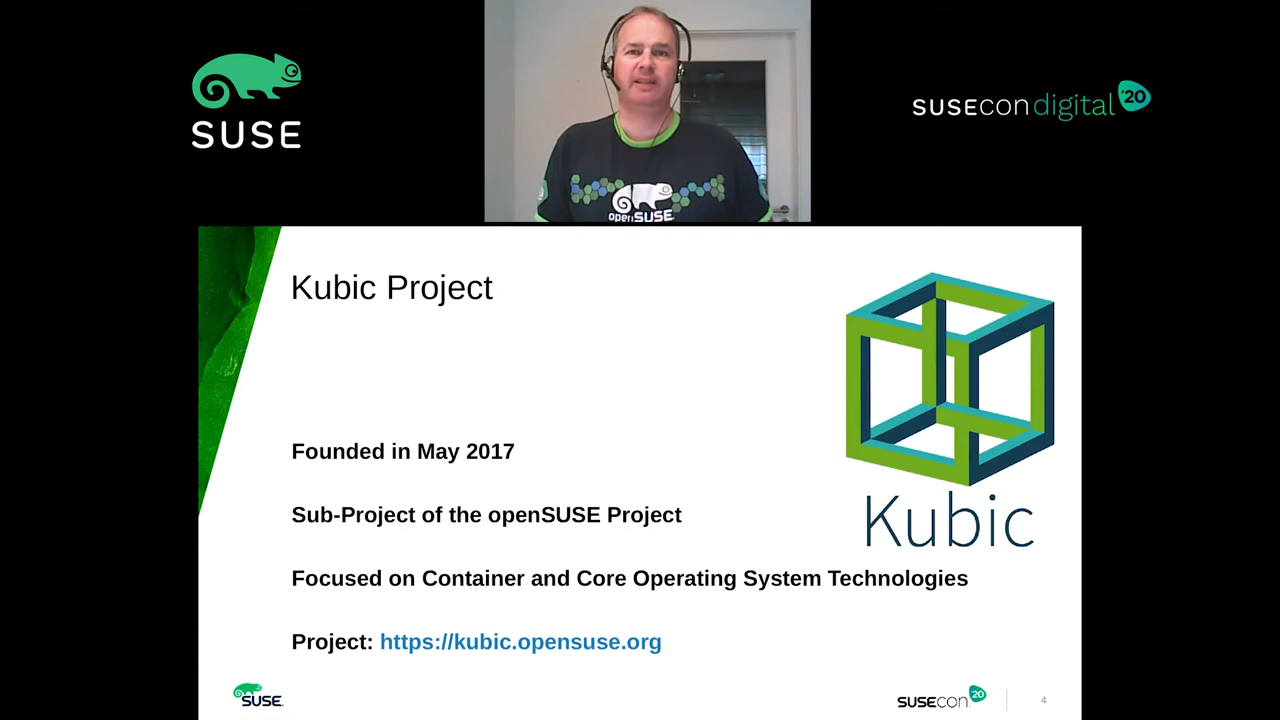 SUSE
SUSEcon digital '20
openSUSE
Kubic Project
Kubic
Founded in May 2017
Sub-Project of the openSUSE Project
Focused on Container and Core Operating System Technologies
Project: https://kubic.opensuse.org
SUSE
SUSECON '20
4